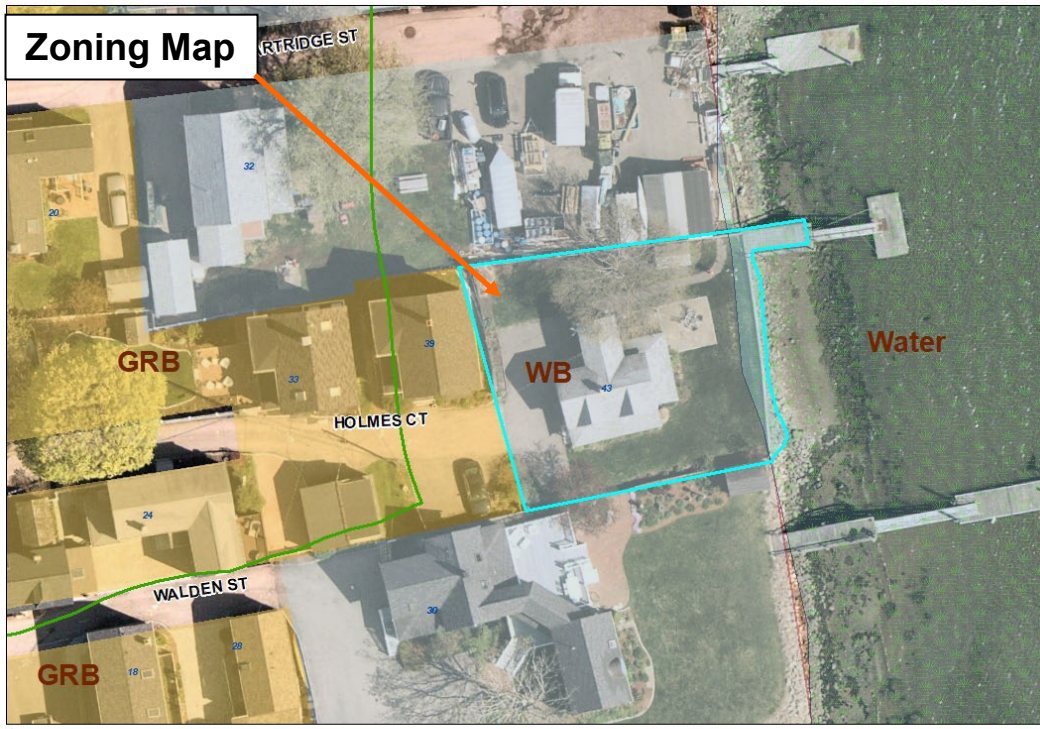 Zoning Map
ARTRIDGE ST
32
20
GRB
39
33
WB
43
Water
HOLMES CT
24
WALDEN ST
30
GRB
18
28